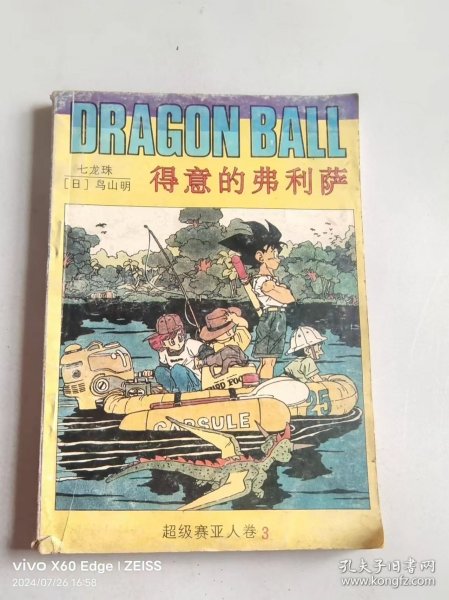 DRAGON BALL
七龙珠
[日] 鸟山明
得意的弗利萨
CAPSULE
25
超级赛亚人卷3
vivo X60 Edge | ZEISS
2024/07/26 16:58
孔夫子旧书网
www.kongfz.com